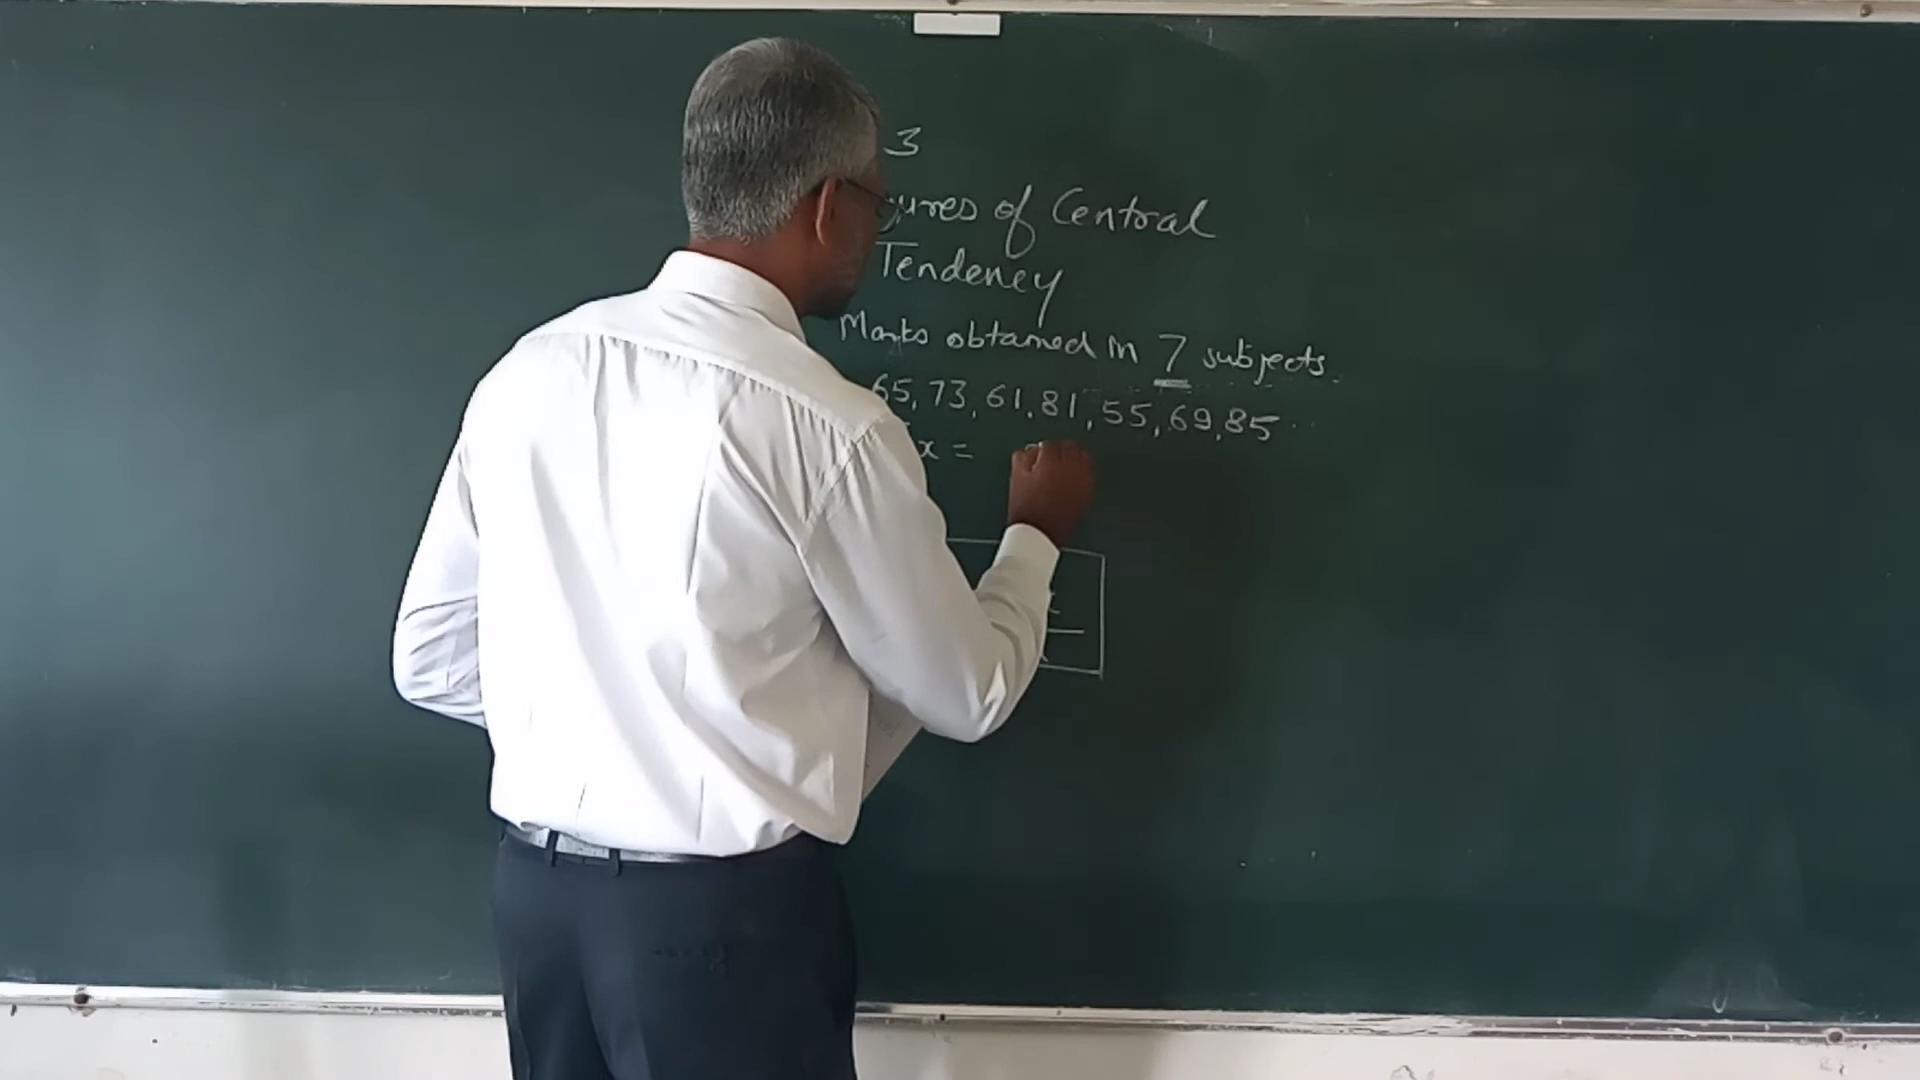 3
ures of Central
Tendency
Marks obtained in 7 subjects.
65, 73, 61, 81, 55, 69, 85
x =